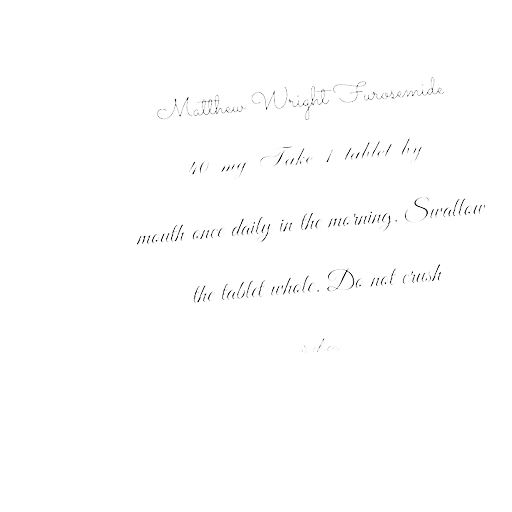 Matthew Wright Furosemide
40 mg Take 1 tablet by
mouth once daily in the morning. Swallow
the tablet whole. Do not crush